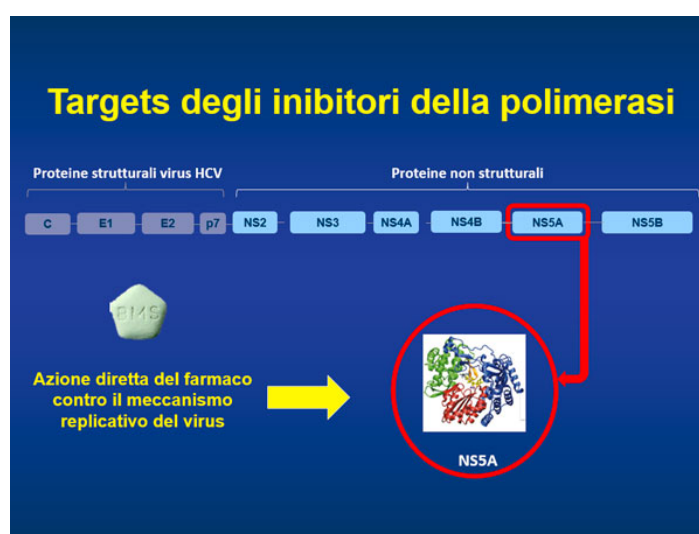 Targets degli inibitori della polimerasi
Proteine strutturali virus HCV
Proteine non strutturali
C E1 E2 p7 NS2 NS3 NS4A NS4B NS5A NS5B
BMS
Azione diretta del farmaco
contro il meccanismo
replicativo del virus
NS5A